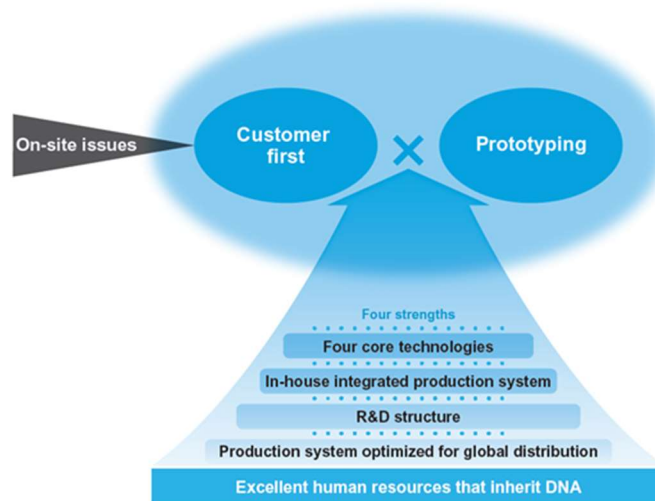 On-site issues
Customer
first
×
Prototyping
Four strengths
Four core technologies
In-house integrated production system
R&D structure
Production system optimized for global distribution
Excellent human resources that inherit DNA